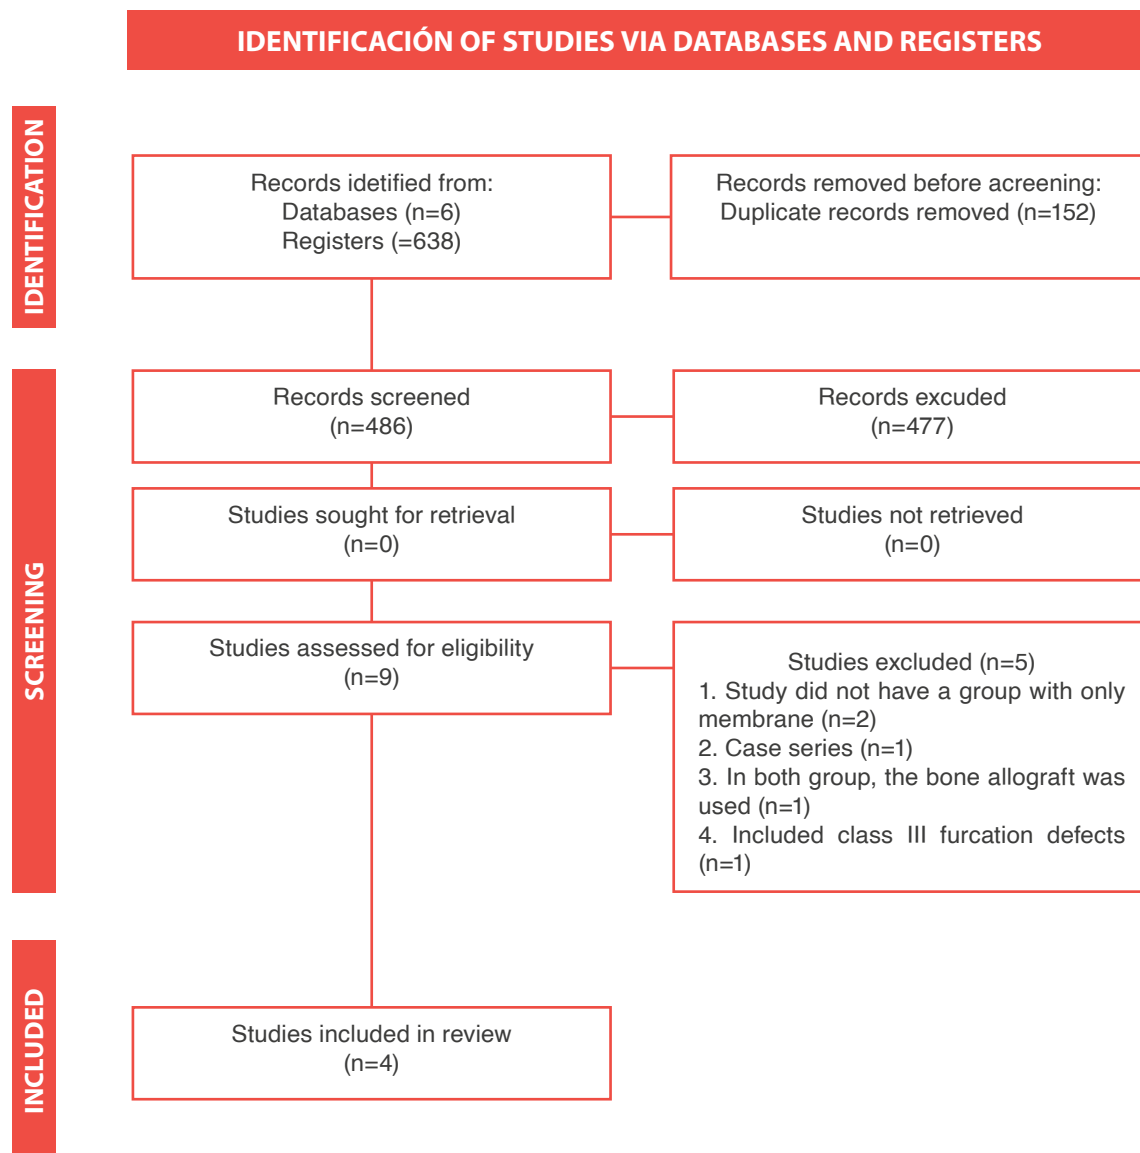 IDENTIFICACIÓN OF STUDIES VIA DATABASES AND REGISTERS
IDENTIFICATION
Records idetified from:
Databases (n=6)
Registers (=638)
Records removed before acreening:
Duplicate records removed (n=152)
SCREENING
Records screened
(n=486)
Records excuded
(n=477)
Studies sought for retrieval
(n=0)
Studies not retrieved
(n=0)
Studies assessed for eligibility
(n=9)
Studies excluded (n=5)
1. Study did not have a group with only
membrane (n=2)
2. Case series (n=1)
3. In both group, the bone allograft was
used (n=1)
4. Included class III furcation defects
(n=1)
INCLUDED
Studies included in review
(n=4)